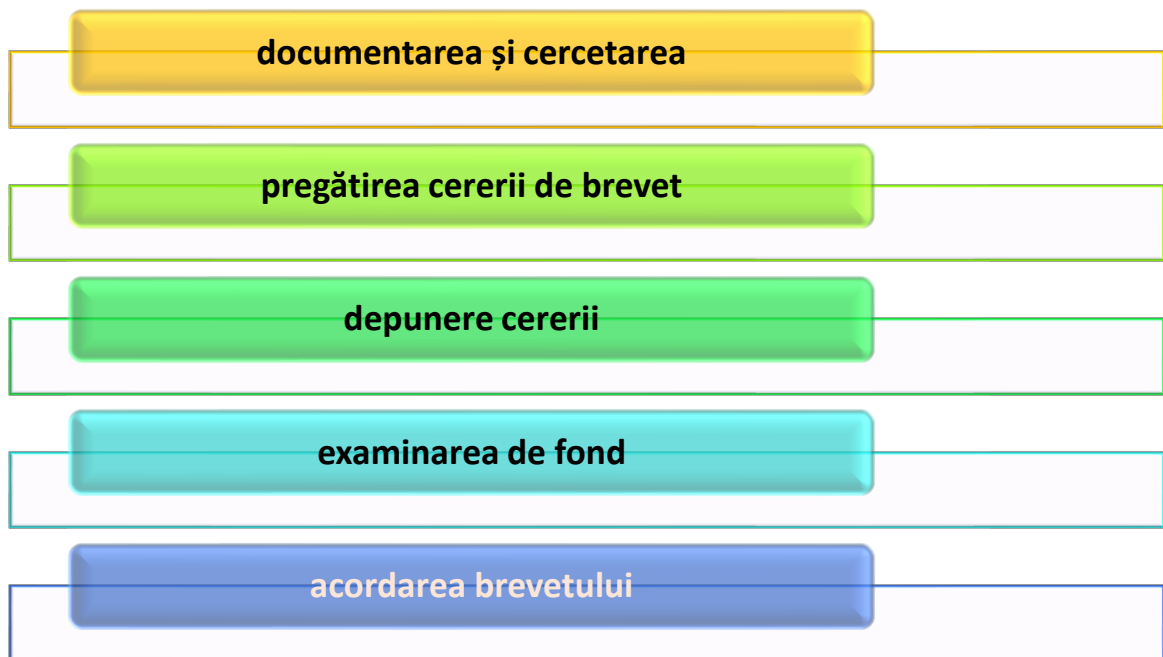 documentarea și cercetarea
pregătirea cererii de brevet
depunere cererii
examinarea de fond
acordarea brevetului